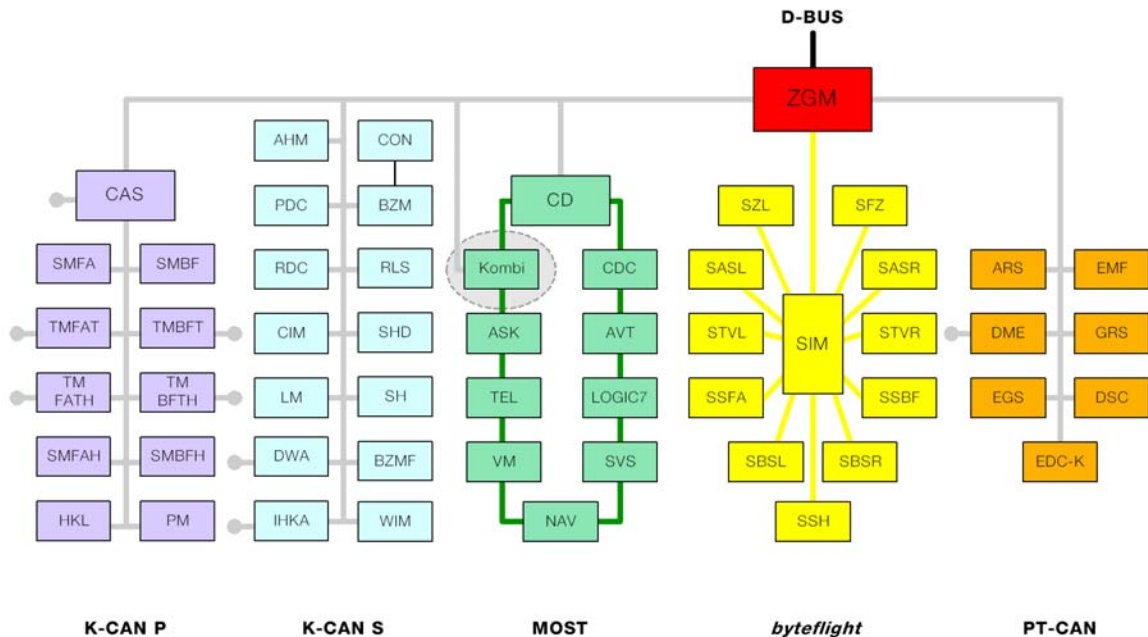 D-BUS
ZGM
CAS
SMFA
SMBF
TMFAT
TMBFT
TM
FATH
TM
BFTH
SMFAH
SMBFH
HKL
PM
AHM
CON
PDC
BZM
RDC
RLS
CIM
SHD
LM
SH
DWA
BZMF
IHKA
WIM
CD
Kombi
CDC
ASK
AVT
TEL
LOGIC7
VM
SVS
NAV
SZL
SFZ
SASL
SASR
STVL
SIM
STVR
SSFA
SSBF
SBSL
SBSR
SSH
ARS
EMF
DME
GRS
EGS
DSC
EDC-K
K-CAN P
K-CAN S
MOST
byteflight
PT-CAN